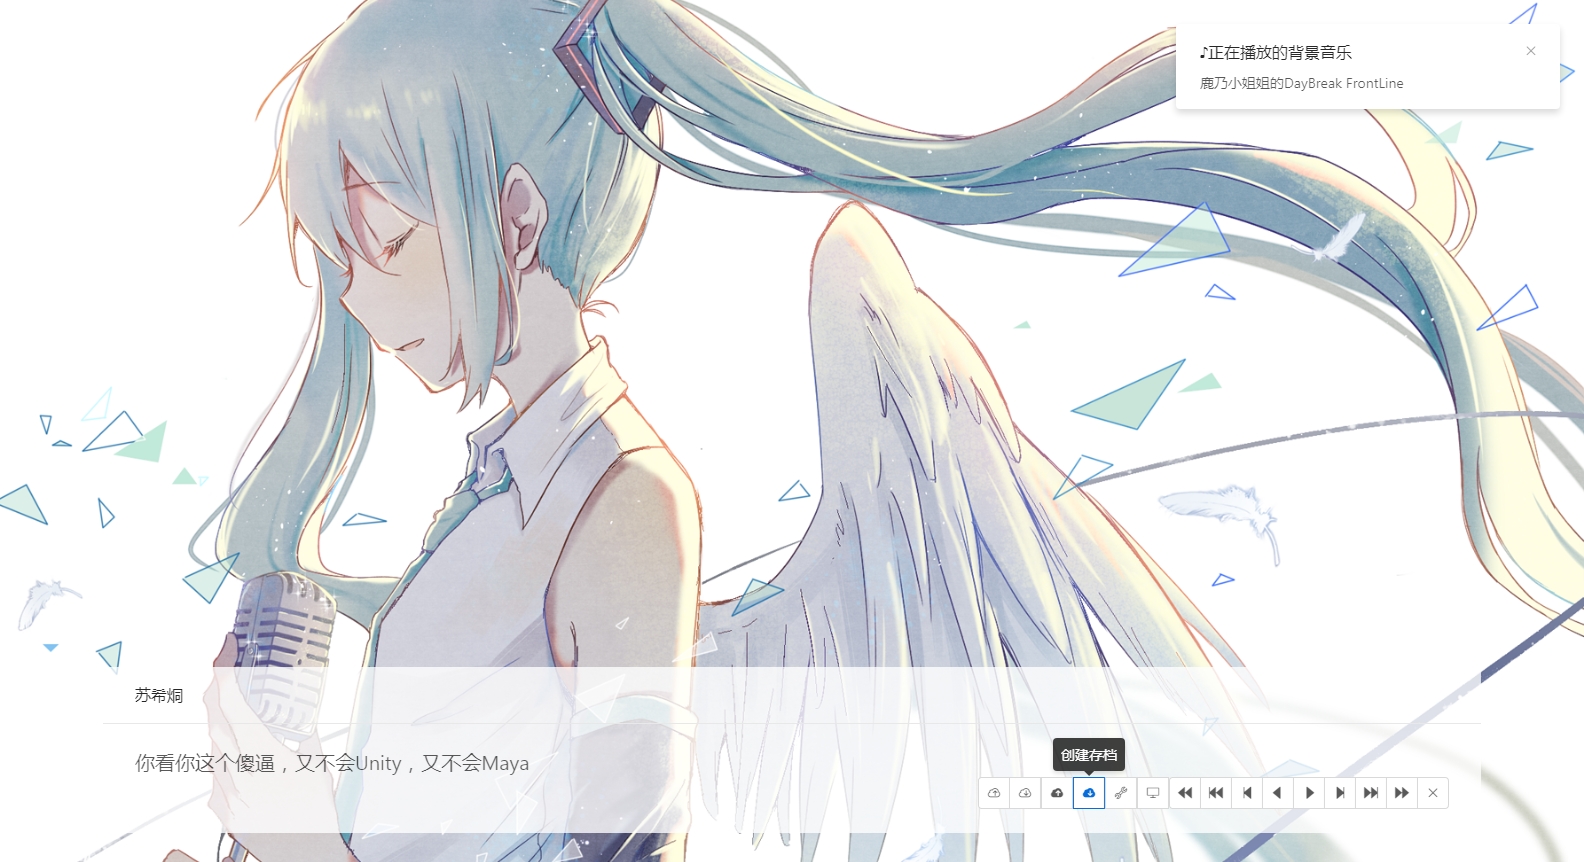 ♪正在播放的背景音乐
鹿乃小姐姐的DayBreak FrontLine
苏希炯
你看你这个傻逼，又不会Unity，又不会Maya
创建存档